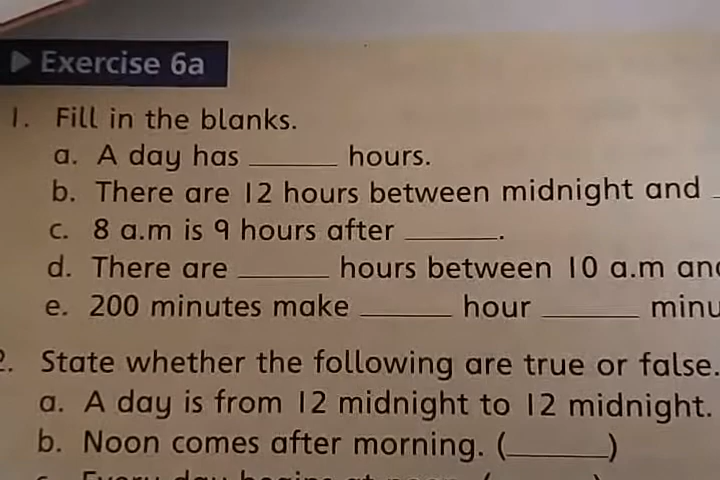 Exercise 6a
1. Fill in the blanks.
a. A day has ______ hours.
b. There are 12 hours between midnight and
c. 8 a.m is 9 hours after ______.
d. There are ______ hours between 10 a.m
e. 200 minutes make ______ hour ______
2. State whether the following are true or false.
a. A day is from 12 midnight to 12 midnight.
b. Noon comes after morning. (______)